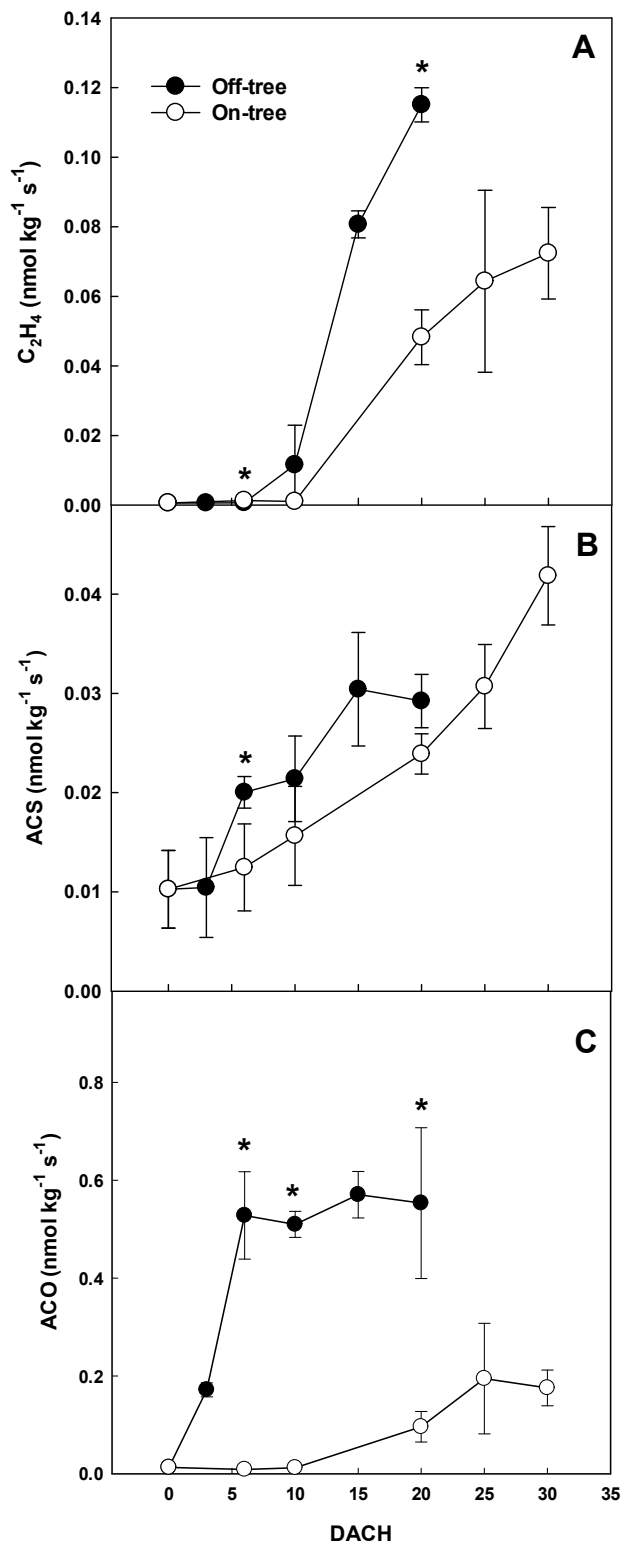 A
Off-tree
On-tree
*
*
C₂H₄ (nmol kg⁻¹ s⁻¹)
0.14
0.12
0.10
0.08
0.06
0.04
0.02
0.00
B
*
ACS (nmol kg⁻¹ s⁻¹)
0.04
0.03
0.02
0.01
0.00
C
*
*
*
ACO (nmol kg⁻¹ s⁻¹)
0.8
0.6
0.4
0.2
0.0
0 5 10 15 20 25 30 35
DACH